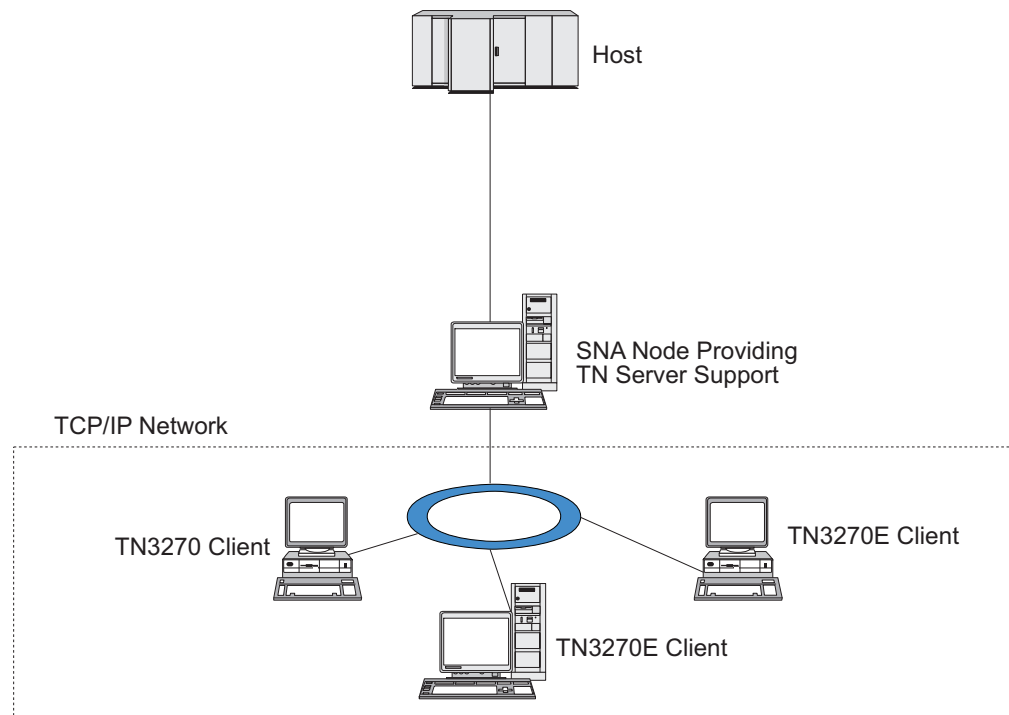 Host
SNA Node Providing
TN Server Support
TCP/IP Network
TN3270 Client
TN3270E Client
TN3270E Client